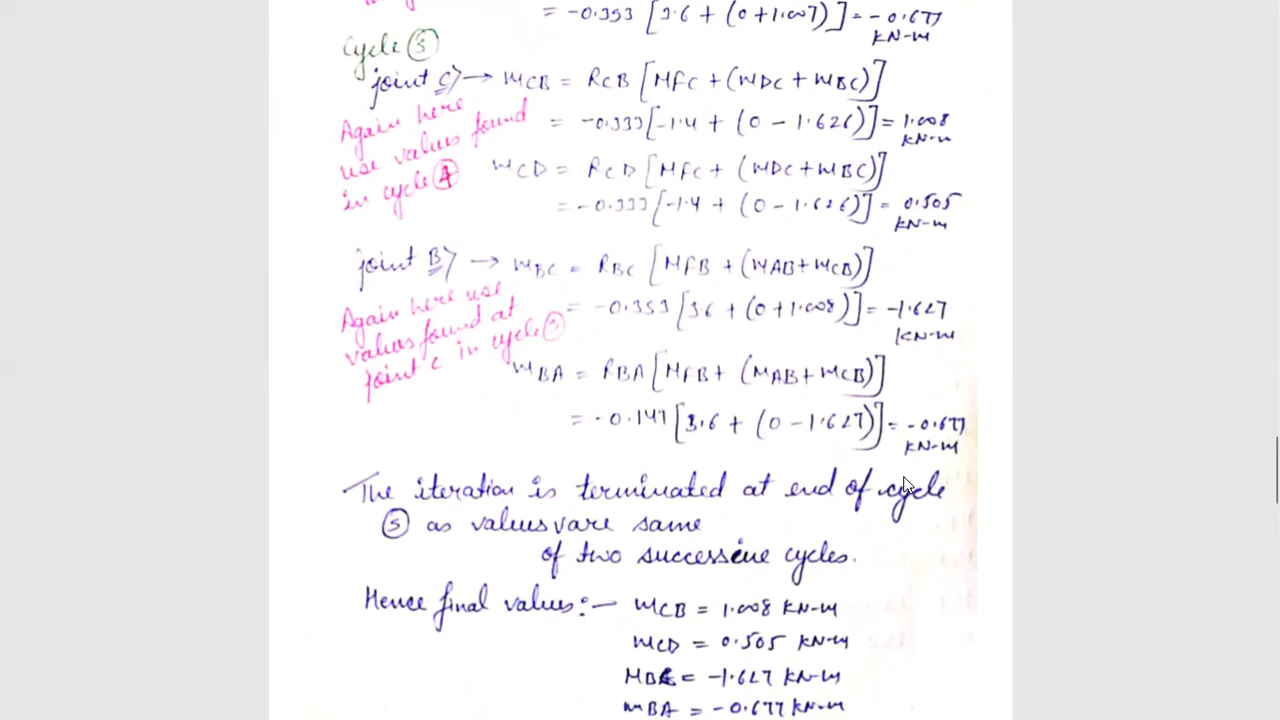 = -0.353 [3.6 + (0+1.007)] = -0.677
KN-m
Cycle ⑤
joint C) → mCB = RCB [MFC + (mDC + mBC)]
Again here
use values found
in cycle ④
= -0.333 [-1.4 + (0 - 1.626)] = 1.008
KN-m
mCD = RCD [MFC + (mDC + mBC)]
= -0.333 [-1.4 + (0 - 1.626)] = 0.505
KN-m
joint B) → mBC = RBC [MFB + (mAB + mCB)]
Again here use
values found at
joint C in cycle ⑤
= -0.353 [3.6 + (0 + 1.008)] = -1.627
KN-m
mBA = RBA [MFB + (MAB + mCB)]
= -0.147 [3.6 + (0 - 1.627)] = -0.677
KN-m
The iteration is terminated at end of cycle
⑤ as values are same
of two successive cycles.
Hence final values:- mCB = 1.008 KN-m
mCD = 0.505 KN-m
MBC = -1.627 KN-m
mBA = -0.677 KN-m